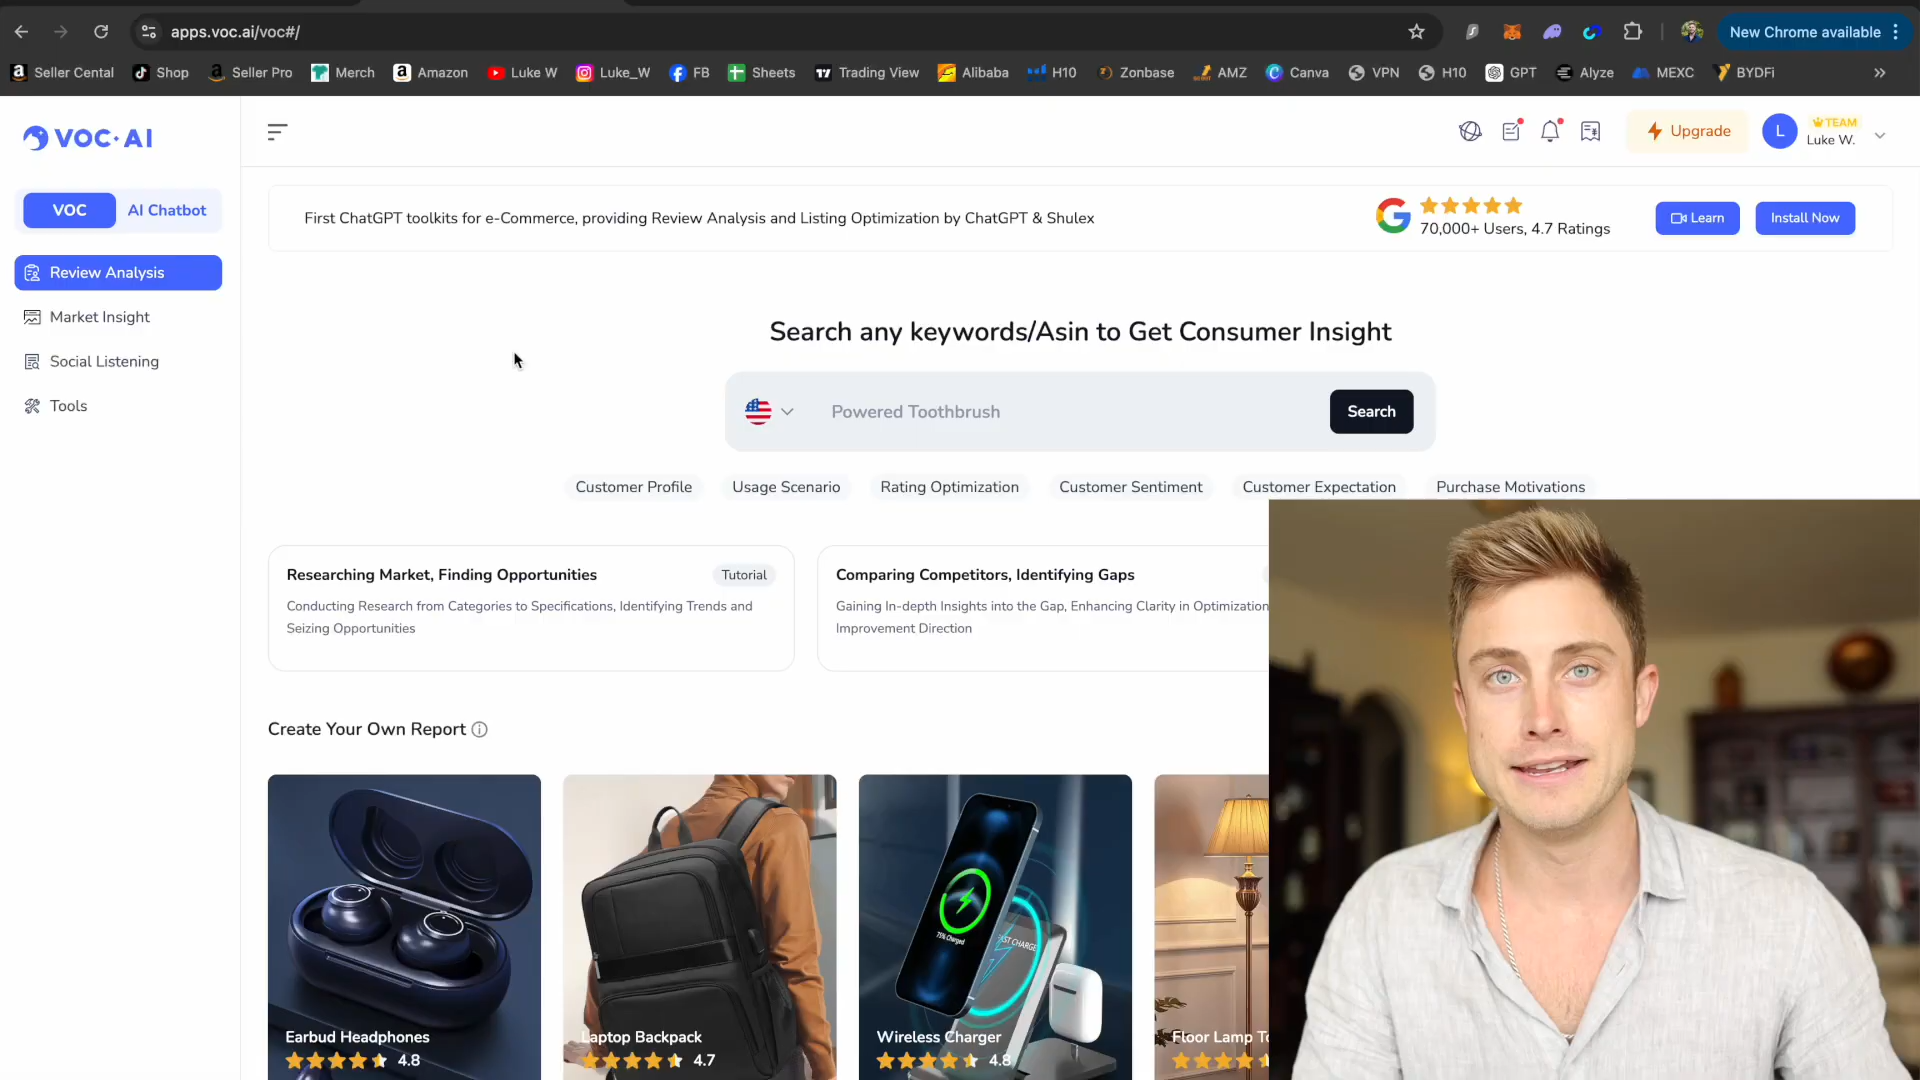 apps.voc.ai/voc#/
New Chrome available
Seller Cental
Shop
Seller Pro
Merch
Amazon
Luke W
Luke_W
FB
Sheets
Trading View
Alibaba
H10
Zonbase
AMZ
Canva
VPN
H10
GPT
Alyze
MEXC
BYDFi
VOC·AI
Upgrade
L
TEAM
Luke W.
VOC
AI Chatbot
Review Analysis
Market Insight
Social Listening
Tools
First ChatGPT toolkits for e-Commerce, providing Review Analysis and Listing Optimization by ChatGPT & Shulex
70,000+ Users, 4.7 Ratings
Learn
Install Now
Search any keywords/Asin to Get Consumer Insight
Powered Toothbrush
Search
Customer Profile
Usage Scenario
Rating Optimization
Customer Sentiment
Customer Expectation
Purchase Motivations
Researching Market, Finding Opportunities
Tutorial
Conducting Research from Categories to Specifications, Identifying Trends and
Seizing Opportunities
Comparing Competitors, Identifying Gaps
Gaining In-depth Insights into the Gap, Enhancing Clarity in Optimization
Improvement Direction
Create Your Own Report
75% Charged
FAST CHARGE
Earbud Headphones
4.8
Laptop Backpack
4.7
Wireless Charger
4.8
Floor Lamp